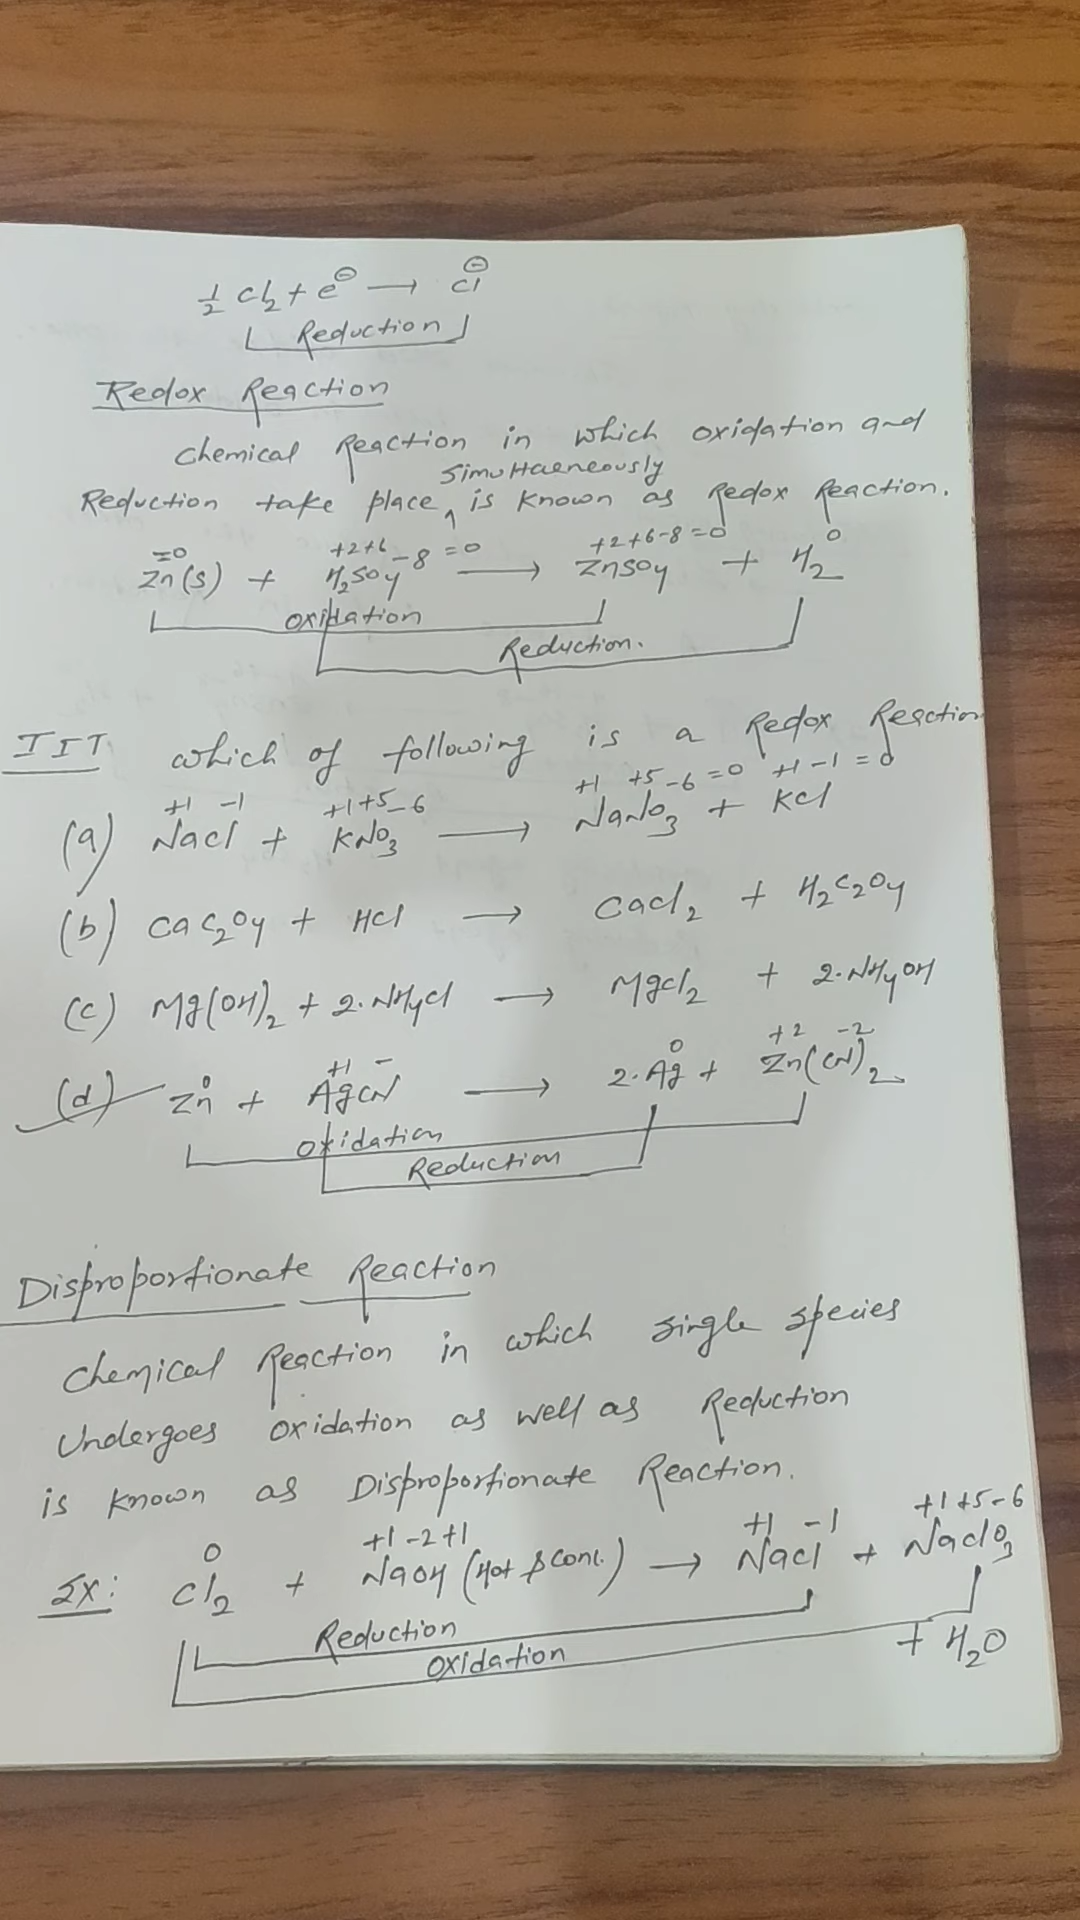 ½ Cl₂ + e⊖ → Cl⊖
Reduction
Redox Reaction
Chemical Reaction in which oxidation and
simultaeneously
Reduction take place ‸ is known as Redox Reaction.
=0 +2+6-8=0 +2+6-8=0 0
Zn(s) + H₂SO₄ → ZnSO₄ + H₂
oxidation
Reduction.
IIT which of following is a Redox Reaction
+1 -1 +1+5-6 +1 +5-6=0 +1-1=0
(a) NaCl + KNO₃ → NaNO₃ + KCl
(b) CaC₂O₄ + HCl → CaCl₂ + H₂C₂O₄
(c) Mg(OH)₂ + 2·NH₄Cl → MgCl₂ + 2·NH₄OH
0 +1 - 0 +2 -2
(d) Zn + AgCN → 2·Ag + Zn(CN)₂
oxidation
Reduction
Disproportionate Reaction
Chemical Reaction in which single species
Undergoes oxidation as well as Reduction
is known as Disproportionate Reaction.
0 +1-2+1 +1 -1 +1+5-6
Ex: Cl₂ + NaOH (Hot & Conc.) → NaCl + NaClO₃
Reduction
+ H₂O
Oxidation